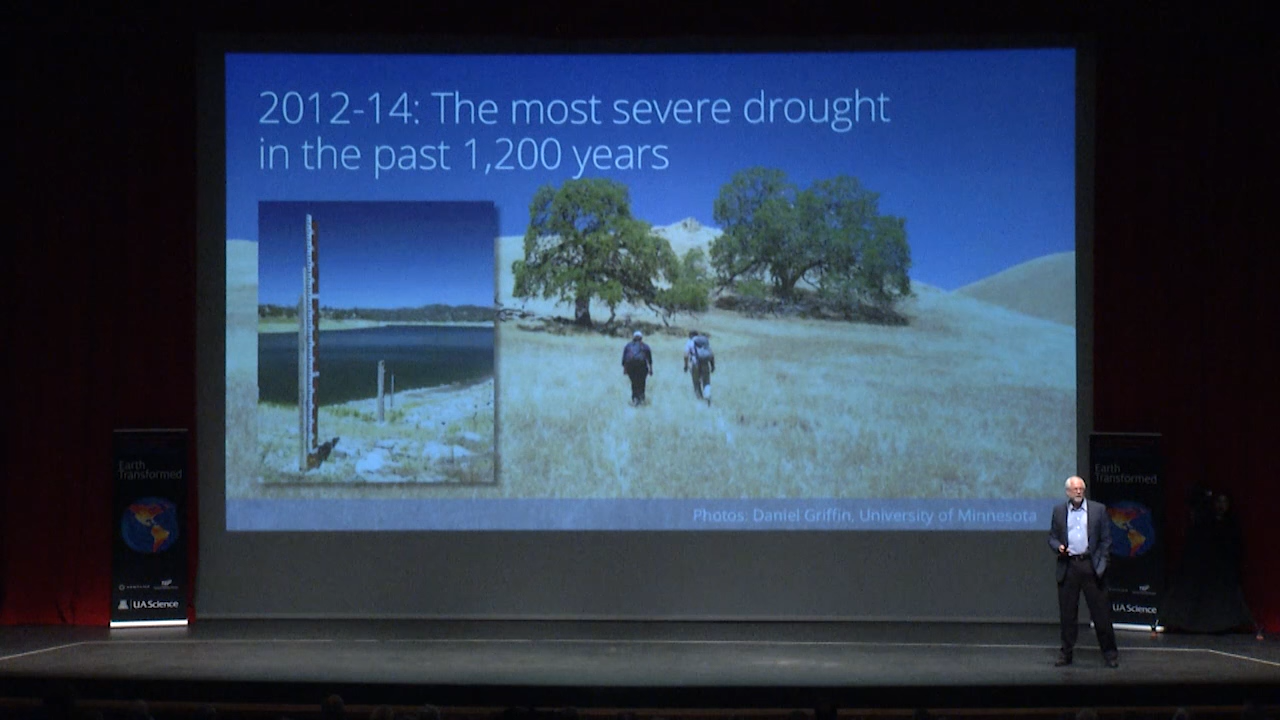 2012-14: The most severe drought
in the past 1,200 years
Photos: Daniel Griffin, University of Minnesota
Earth
Transformed
UA Science
Earth
Transformed
UA Science